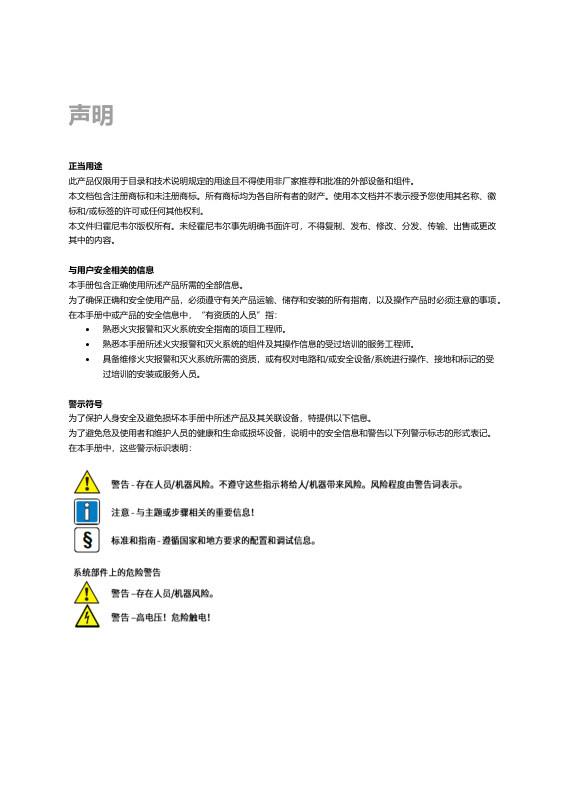 声明
正当用途
此产品仅限用于目录和技术说明规定的用途且不得使用非厂家推荐和批准的外部设备和组件。
本文档包含注册商标和未注册商标。所有商标均为各自所有者的财产。使用本文档并不表示授予您使用其名称、徽
标和/或标签的许可或任何其他权利。
本文件归霍尼韦尔版权所有。未经霍尼韦尔事先明确书面许可，不得复制、发布、修改、分发、传输、出售或更改
其中的内容。
与用户安全相关的信息
本手册包含正确使用所述产品所需的全部信息。
为了确保正确和安全使用产品，必须遵守有关产品运输、储存和安装的所有指南，以及操作产品时必须注意的事项。
在本手册中或产品的安全信息中，“有资质的人员”指：
• 熟悉火灾报警和灭火系统安全指南的项目工程师。
• 熟悉本手册所述火灾报警和灭火系统的组件及其操作信息的受过培训的服务工程师。
• 具备维修火灾报警和灭火系统所需的资质，或有权对电路和/或安全设备/系统进行操作、接地和标记的受
过培训的安装或服务人员。
警示符号
为了保护人身安全及避免损坏本手册中所述产品及其关联设备，特提供以下信息。
为了避免危及使用者和维护人员的健康和生命或损坏设备，说明中的安全信息和警告以下列警示标志的形式表记。
在本手册中，这些警示标识表明：
警告 - 存在人员/机器风险。不遵守这些指示将给人/机器带来风险。风险程度由警告词表示。
注意 - 与主题或步骤相关的重要信息！
标准和指南 - 遵循国家和地方要求的配置和调试信息。
系统部件上的危险警告
警告 –存在人员/机器风险。
警告 –高电压！危险触电！